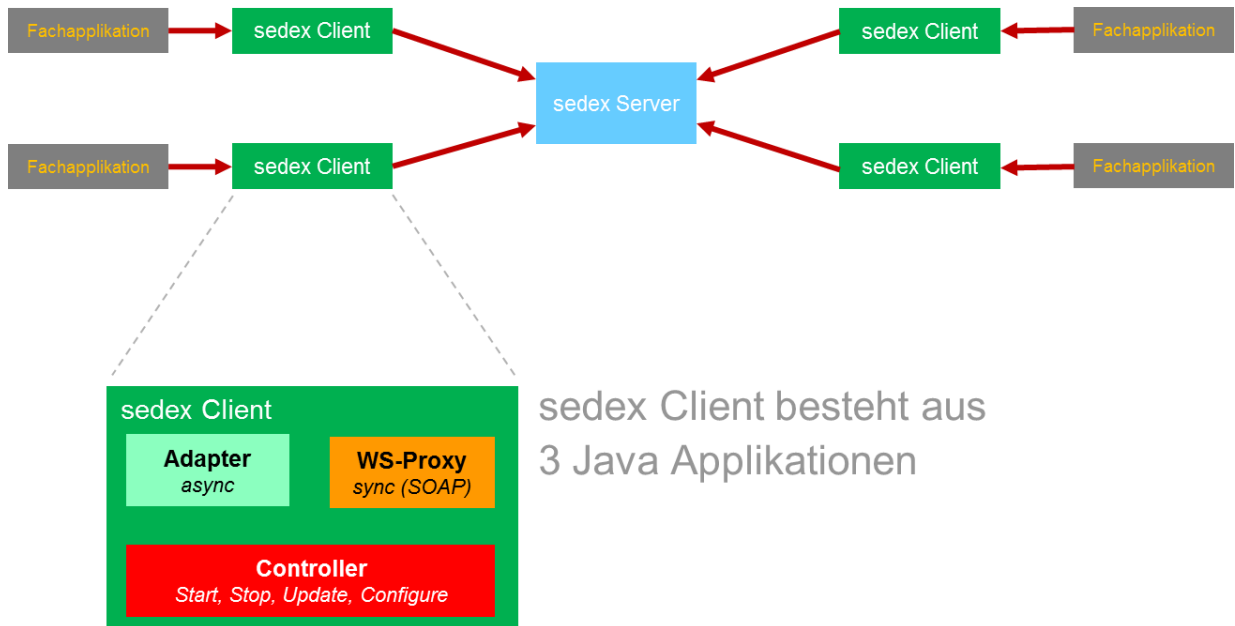 Fachapplikation
sedex Client
sedex Client
Fachapplikation
sedex Server
Fachapplikation
sedex Client
sedex Client
Fachapplikation
sedex Client
Adapter
async
WS-Proxy
sync (SOAP)
Controller
Start, Stop, Update, Configure
sedex Client besteht aus
3 Java Applikationen